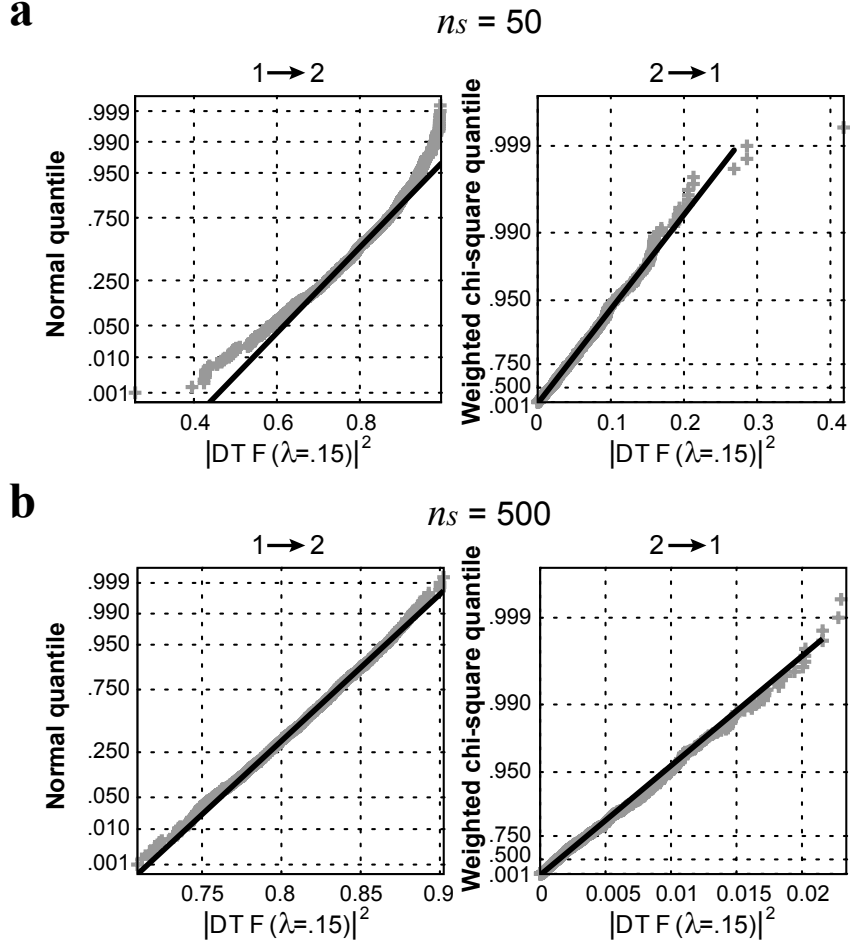 a
ns = 50
1 → 2
Normal quantile
.999
.990
.950
.750
.250
.050
.010
.001
0.4
0.6
0.8
|DT F (λ=.15)|²
2 → 1
Weighted chi-square quantile
.999
.990
.950
.750
.500
.001
0
0.1
0.2
0.3
0.4
|DT F (λ=.15)|²
b
ns = 500
1 → 2
Normal quantile
.999
.990
.950
.750
.250
.050
.010
.001
0.75
0.8
0.85
0.9
|DT F (λ=.15)|²
2 → 1
Weighted chi-square quantile
.999
.990
.950
.750
.500
.001
0
0.005
0.01
0.015
0.02
|DT F (λ=.15)|²